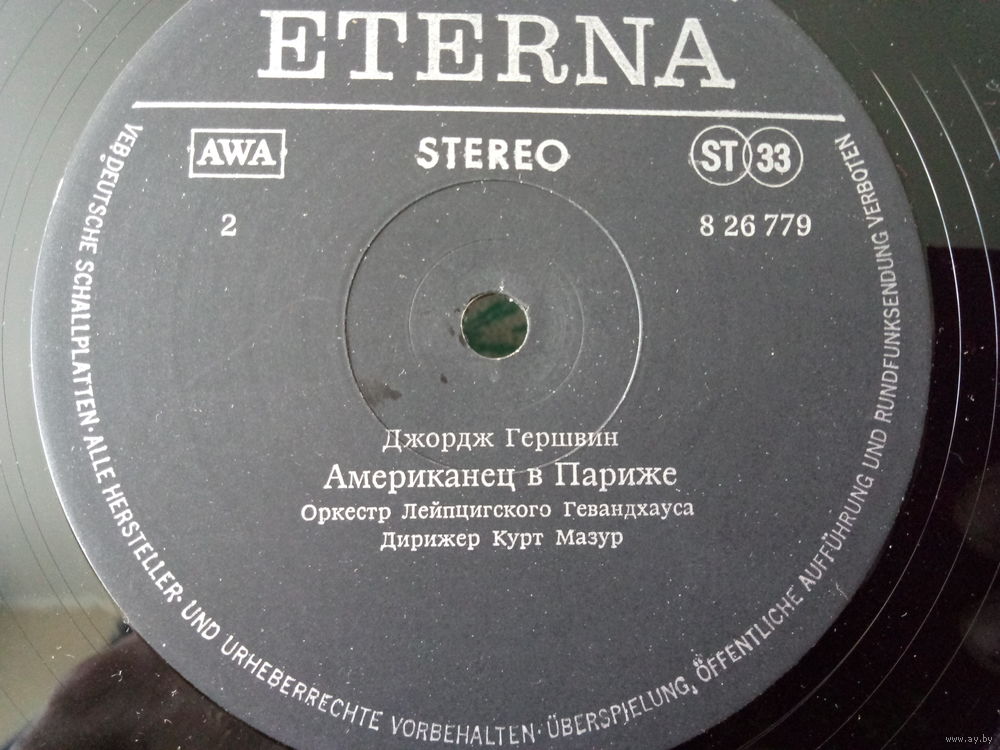 ETERNA
AWA
STEREO
ST 33
2
8 26 779
Джордж Гершвин
Американец в Париже
Оркестр Лейпцигского Гевандхауса
Дирижер Курт Мазур
VEB DEUTSCHE SCHALLPLATTEN · ALLE HERSTELLER- UND URHEBERRECHTE VORBEHALTEN · ÜBERSPIELUNG, ÖFFENTLICHE AUFFÜHRUNG UND RUNDFUNKSENDUNG VERBOTEN
www.ay.by